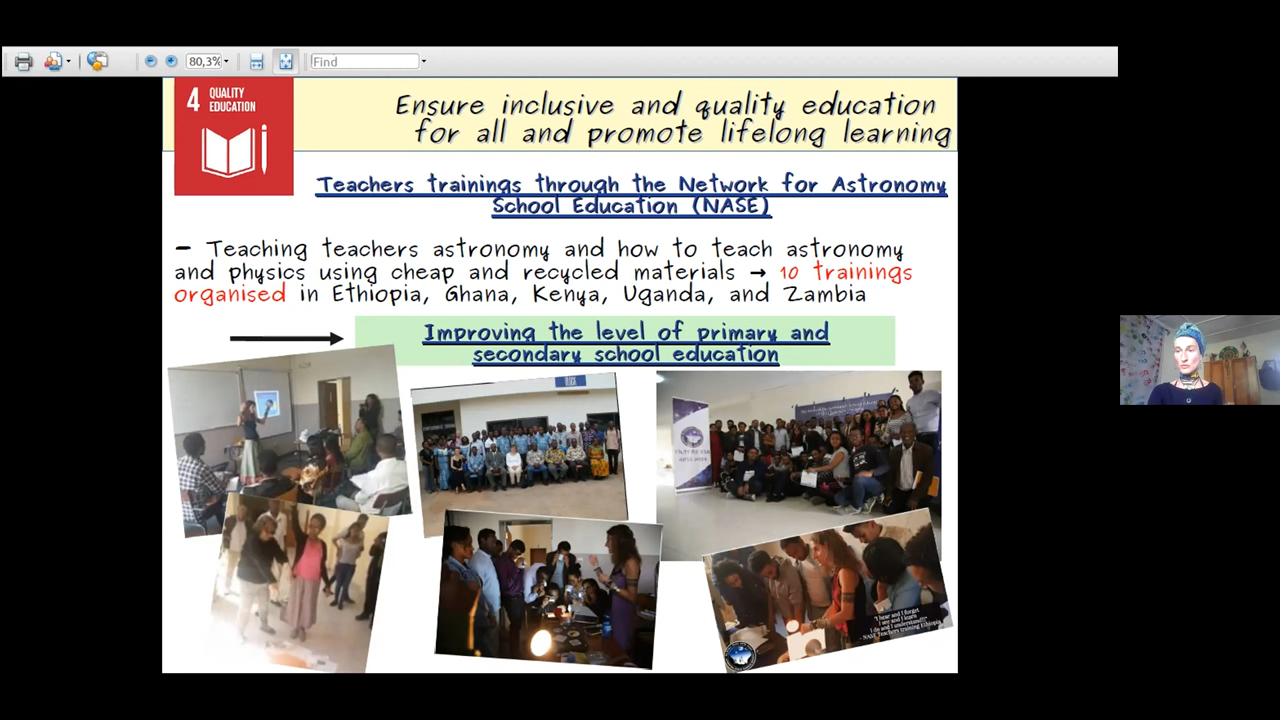 80,3%
Find
4 QUALITY
EDUCATION
Ensure inclusive and quality education
for all and promote lifelong learning
Teachers trainings through the Network for Astronomy
School Education (NASE)
- Teaching teachers astronomy and how to teach astronomy
and physics using cheap and recycled materials → 10 trainings
organised in Ethiopia, Ghana, Kenya, Uganda, and Zambia
Improving the level of primary and
secondary school education
"I hear and I forget
I see and I learn
I do and I understand"
- NASE Teachers training Ethiopia